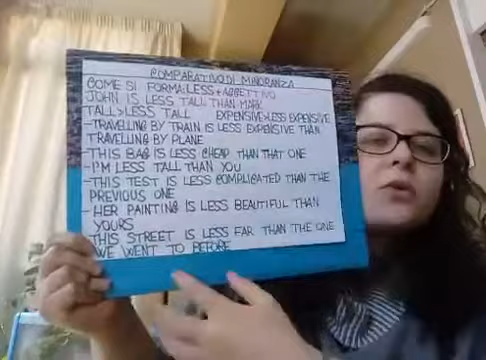 COMPARATIVO DI MINORANZA
COME SI FORMA: LESS + AGGETTIVO
JOHN IS LESS TALL THAN MARK
TALL>LESS TALL EXPENSIVE>LESS EXPENSIVE
-TRAVELLING BY TRAIN IS LESS EXPENSIVE THAN
TRAVELLING BY PLANE
-THIS BAG IS LESS CHEAP THAN THAT ONE
-I'M LESS TALL THAN YOU
-THIS TEST IS LESS COMPLICATED THAN THE
PREVIOUS ONE
-HER PAINTING IS LESS BEAUTIFUL THAN
YOURS
-THIS STREET IS LESS FAR THAN THE ONE
WE WENT TO BEFORE